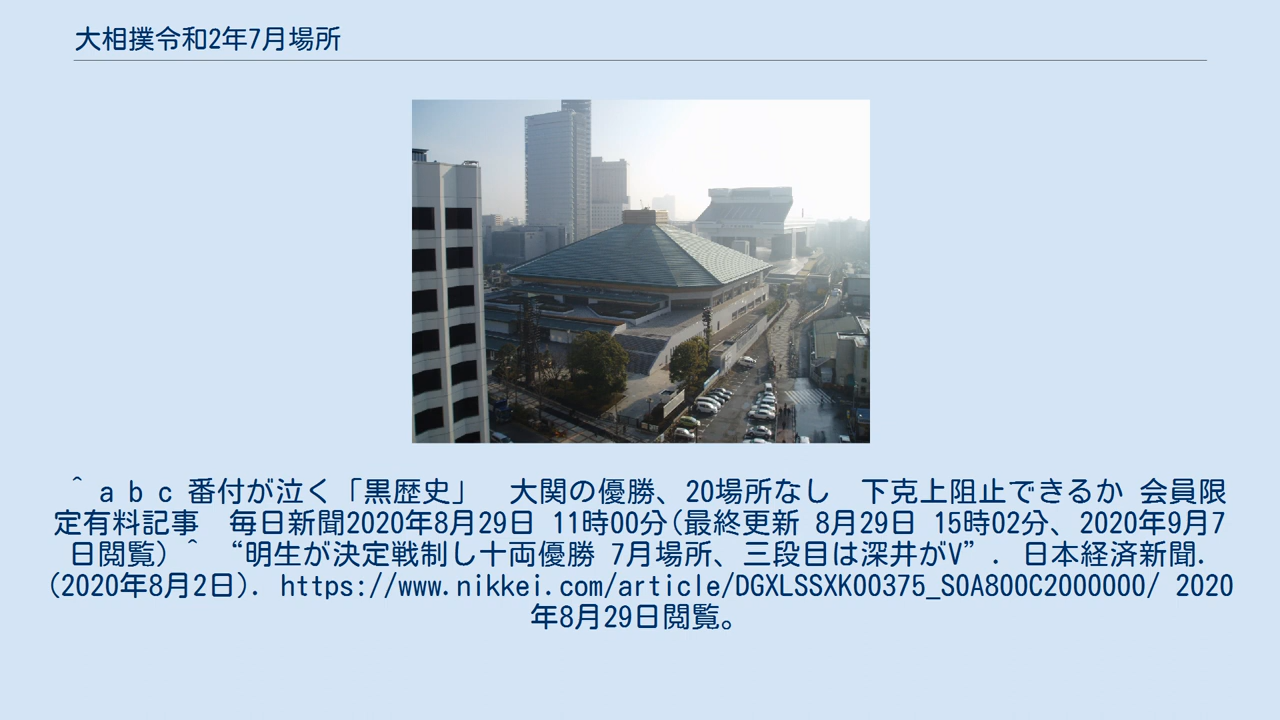 大相撲令和2年7月場所
^ a b c 番付が泣く「黒歴史」　大関の優勝、20場所なし　下克上阻止できるか 会員限
定有料記事　毎日新聞2020年8月29日 11時00分(最終更新 8月29日 15時02分、2020年9月7
日閲覧) ^ “明生が決定戦制し十両優勝 7月場所、三段目は深井がV”. 日本経済新聞.
(2020年8月2日). https://www.nikkei.com/article/DGXLSSXK00375_S0A800C2000000/ 2020
年8月29日閲覧。